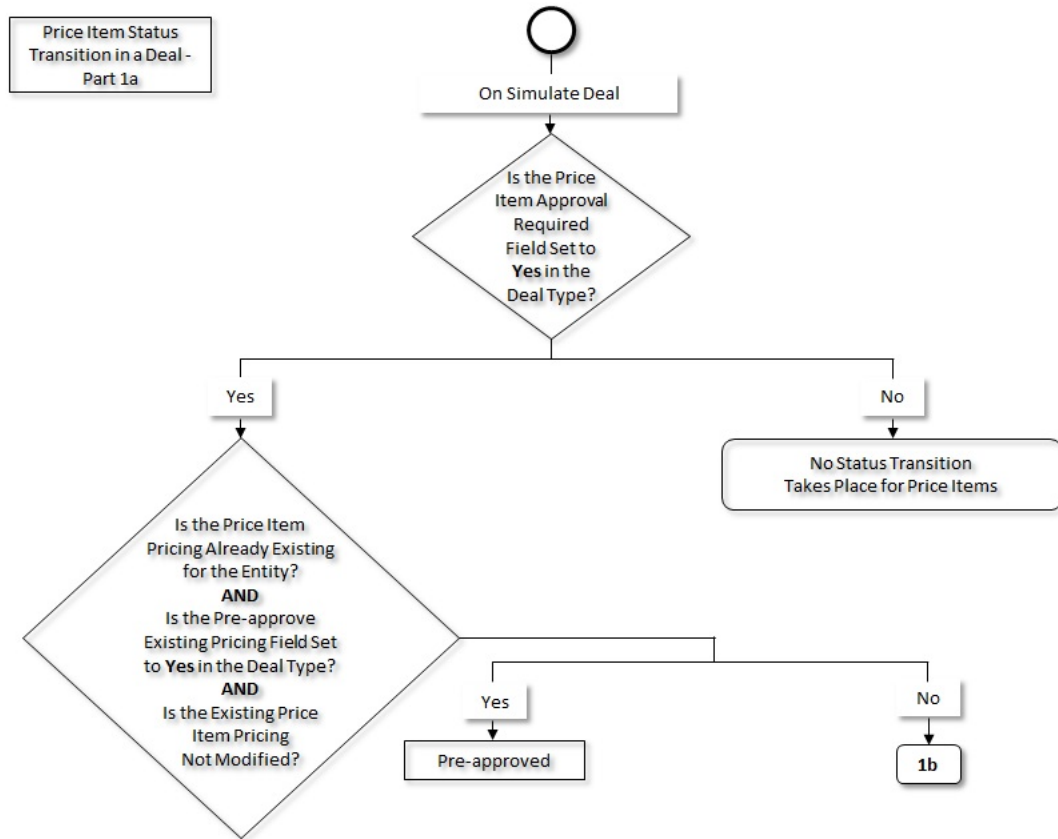 Price Item Status
Transition in a Deal -
Part 1a
On Simulate Deal
Is the Price
Item Approval
Required
Field Set to
Yes in the
Deal Type?
Yes
No
No Status Transition
Takes Place for Price Items
Is the Price Item
Pricing Already Existing
for the Entity?
AND
Is the Pre-approve
Existing Pricing Field Set
to Yes in the Deal Type?
AND
Is the Existing Price
Item Pricing
Not Modified?
Yes
No
Pre-approved
1b